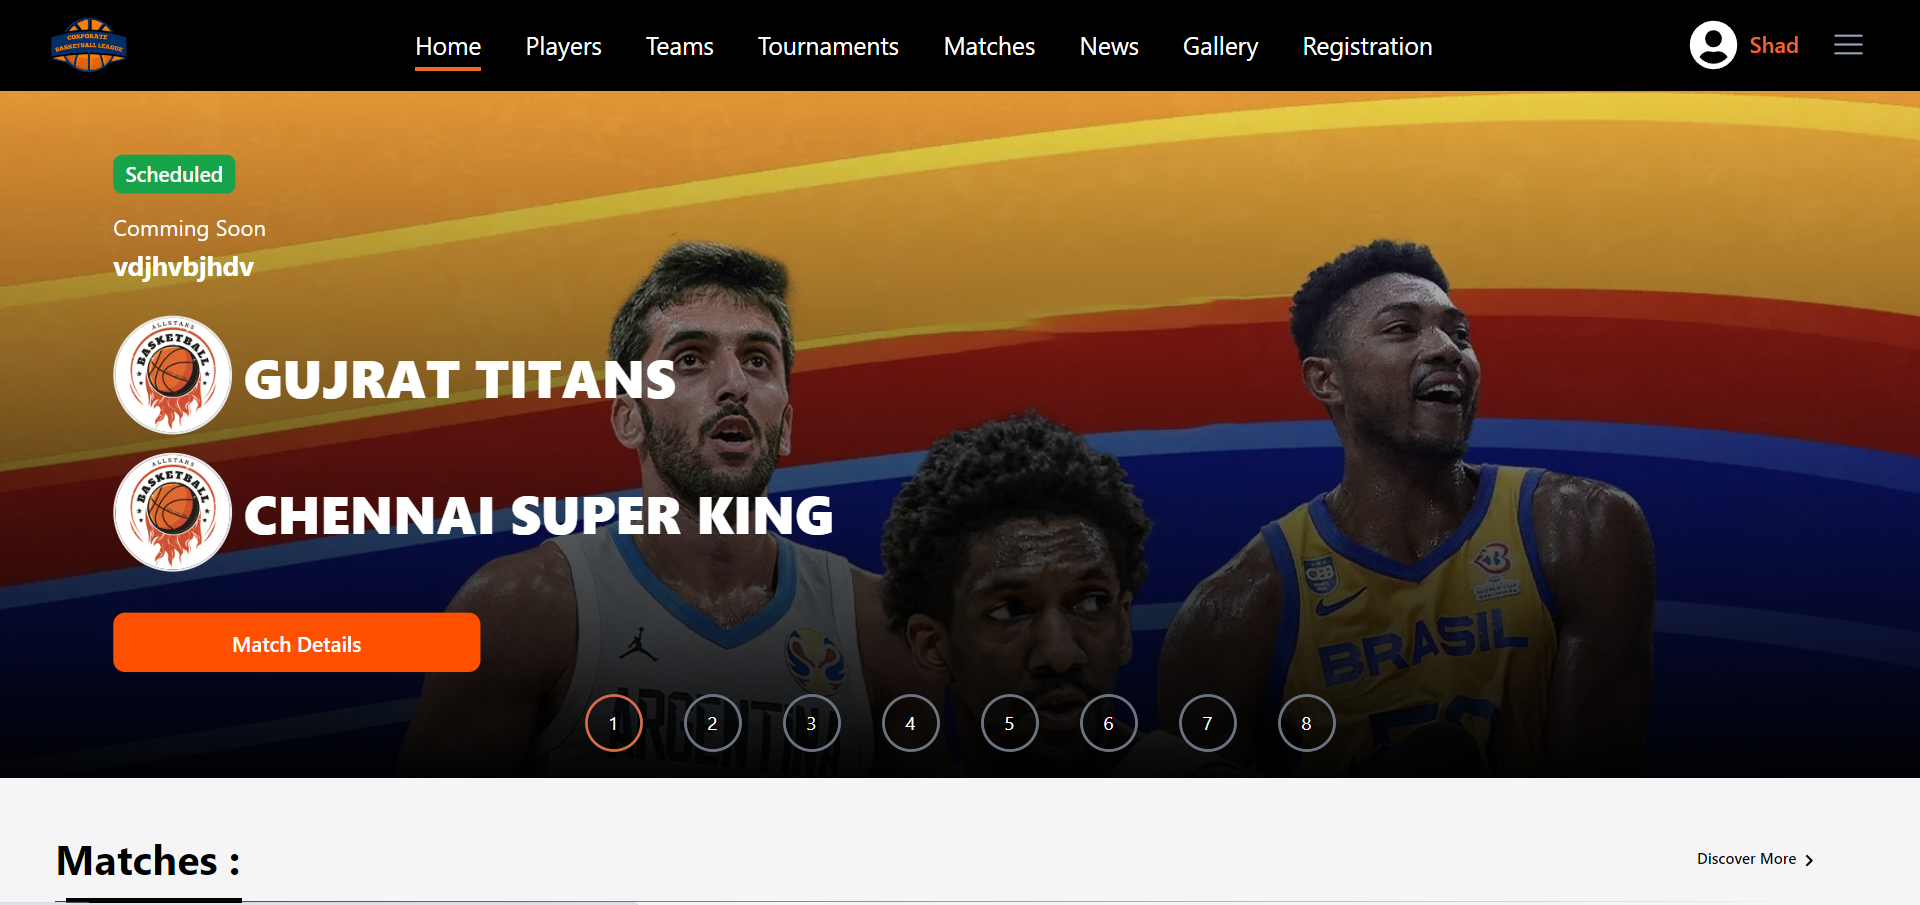 CORPORATE
BASKETBALL LEAGUE
Home
Players
Teams
Tournaments
Matches
News
Gallery
Registration
Shad
Scheduled
Comming Soon
vdjhvbjhdv
ALLSTARS
BASKETBALL
GUJRAT TITANS
ALLSTARS
BASKETBALL
CHENNAI SUPER KING
Match Details
ARGENTINA
BRASIL
1
2
3
4
5
6
7
8
Matches :
Discover More